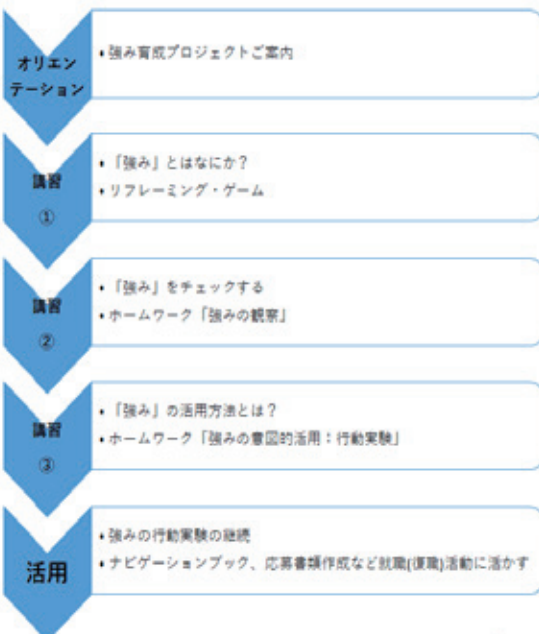 オリエン
テーション
• 強み育成プロジェクトご案内
講習
①
• 「強み」とはなにか？
• リフレーミング・ゲーム
講習
②
• 「強み」をチェックする
• ホームワーク「強みの観察」
講習
③
• 「強み」の活用方法とは？
• ホームワーク「強みの意図的活用：行動実験」
活用
• 強みの行動実験の継続
• ナビゲーションブック、応募書類作成など就職(復職)活動に活かす